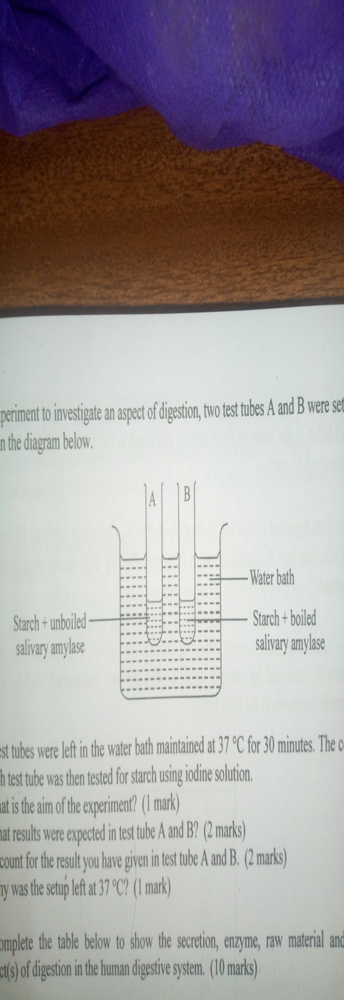 periment to investigate an aspect of digestion, two test tubes A and B were set
n the diagram below.
A B
Water bath
Starch + unboiled
salivary amylase
Starch + boiled
salivary amylase
st tubes were left in the water bath maintained at 37 °C for 30 minutes. The c
h test tube was then tested for starch using iodine solution.
at is the aim of the experiment? (1 mark)
at results were expected in test tube A and B? (2 marks)
count for the result you have given in test tube A and B. (2 marks)
y was the setup left at 37 °C? (1 mark)
omplete the table below to show the secretion, enzyme, raw material and
ct(s) of digestion in the human digestive system. (10 marks)